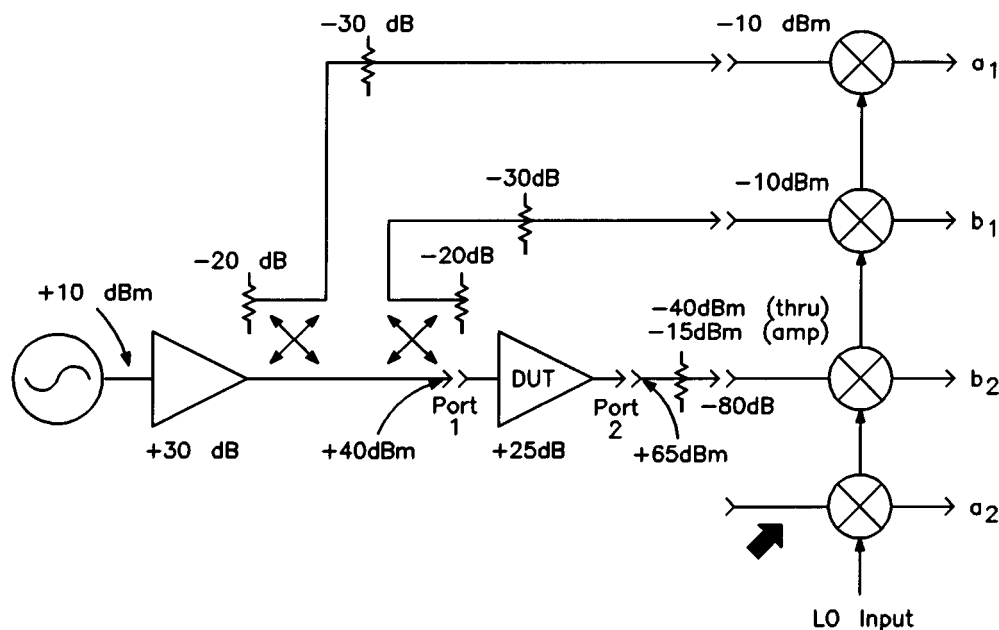 -30 dB
-10 dBm
a1
-30dB
-10dBm
b1
-20 dB
-20dB
+10 dBm
-40dBm (thru)
-15dBm (amp)
DUT
b2
Port
1
Port
2
-80dB
+30 dB
+40dBm
+25dB
+65dBm
a2
LO Input